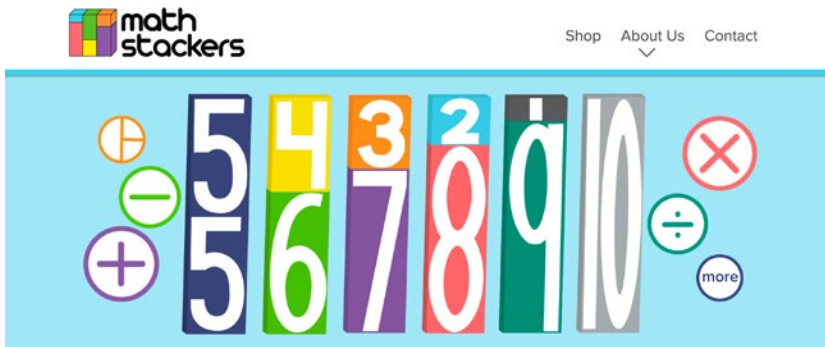 math
stackers
Shop About Us Contact
5 4 3 2 1 10
5 6 7 8 9
− + × ÷
more